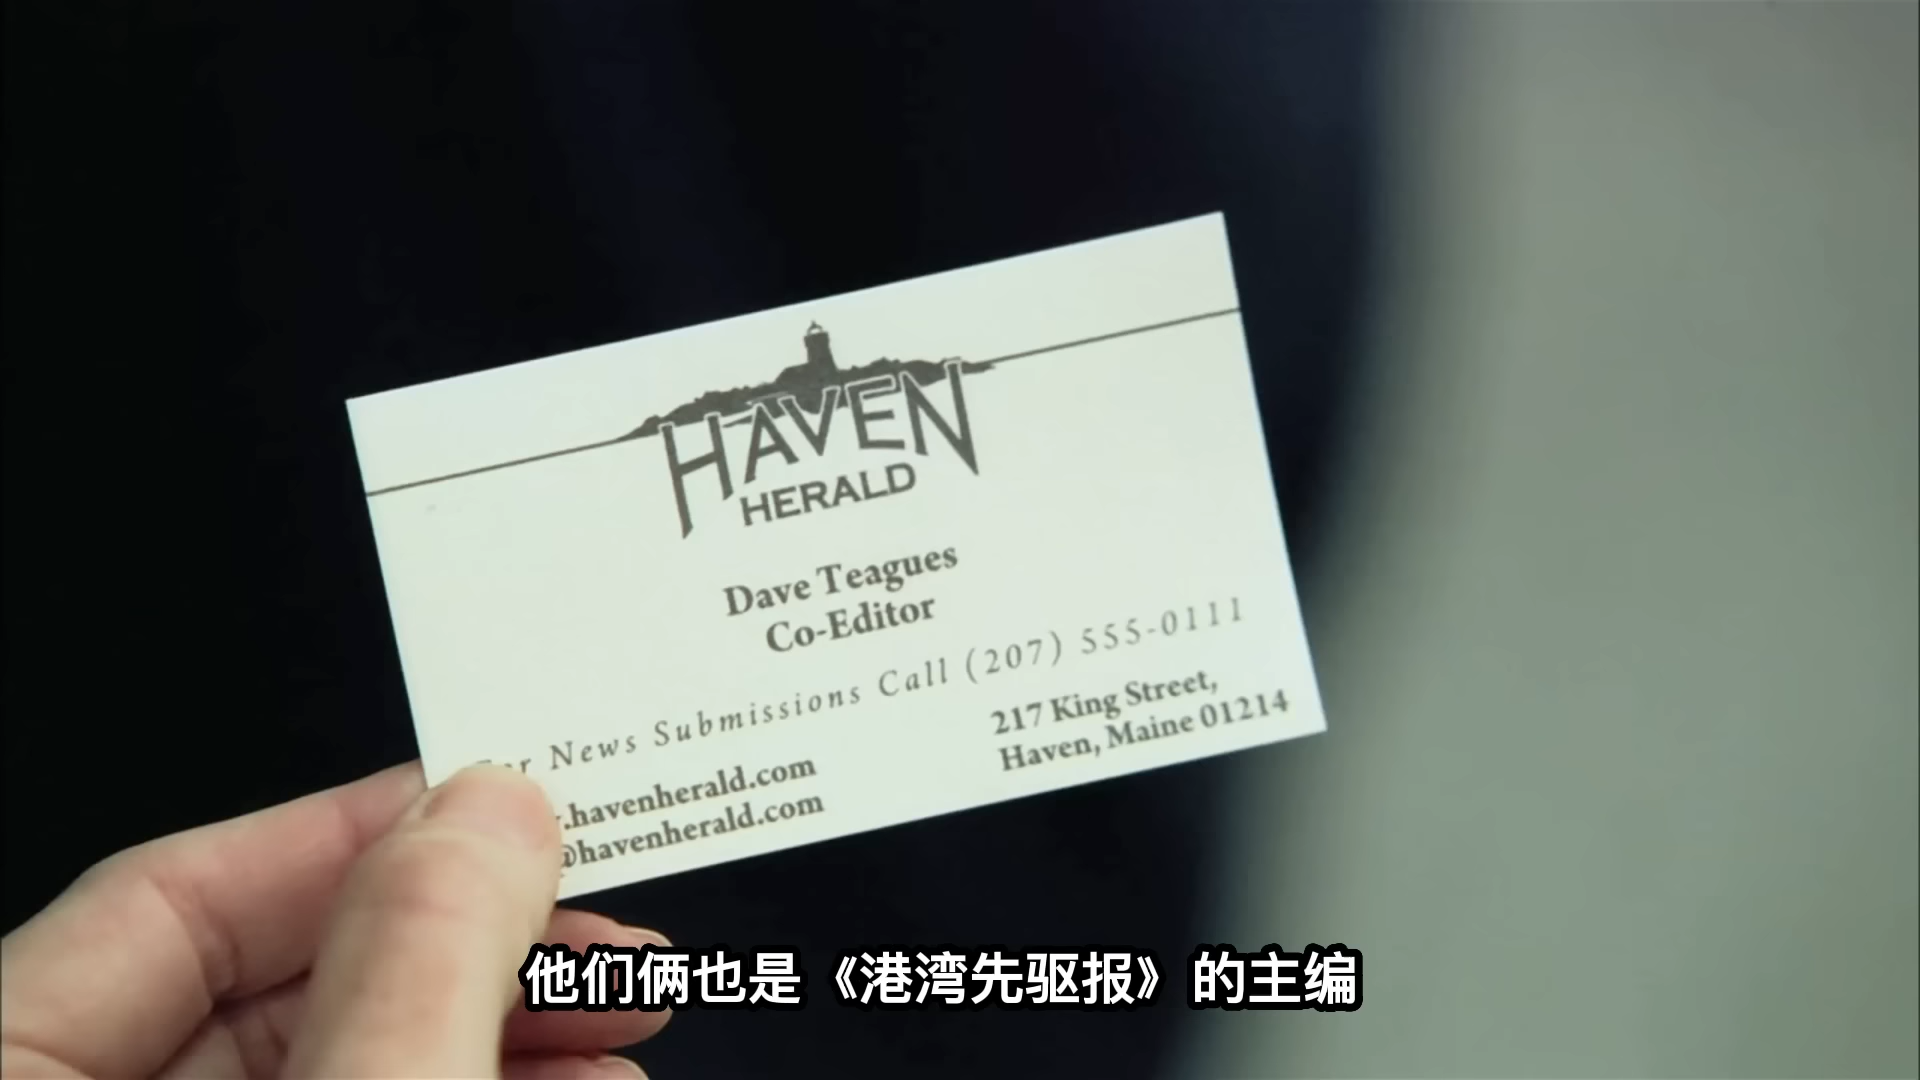 HAVEN
HERALD
Dave Teagues
Co-Editor
News Submissions Call (207) 555-0111
217 King Street,
Haven, Maine 01214
.havenherald.com
@havenherald.com
他们俩也是《港湾先驱报》的主编